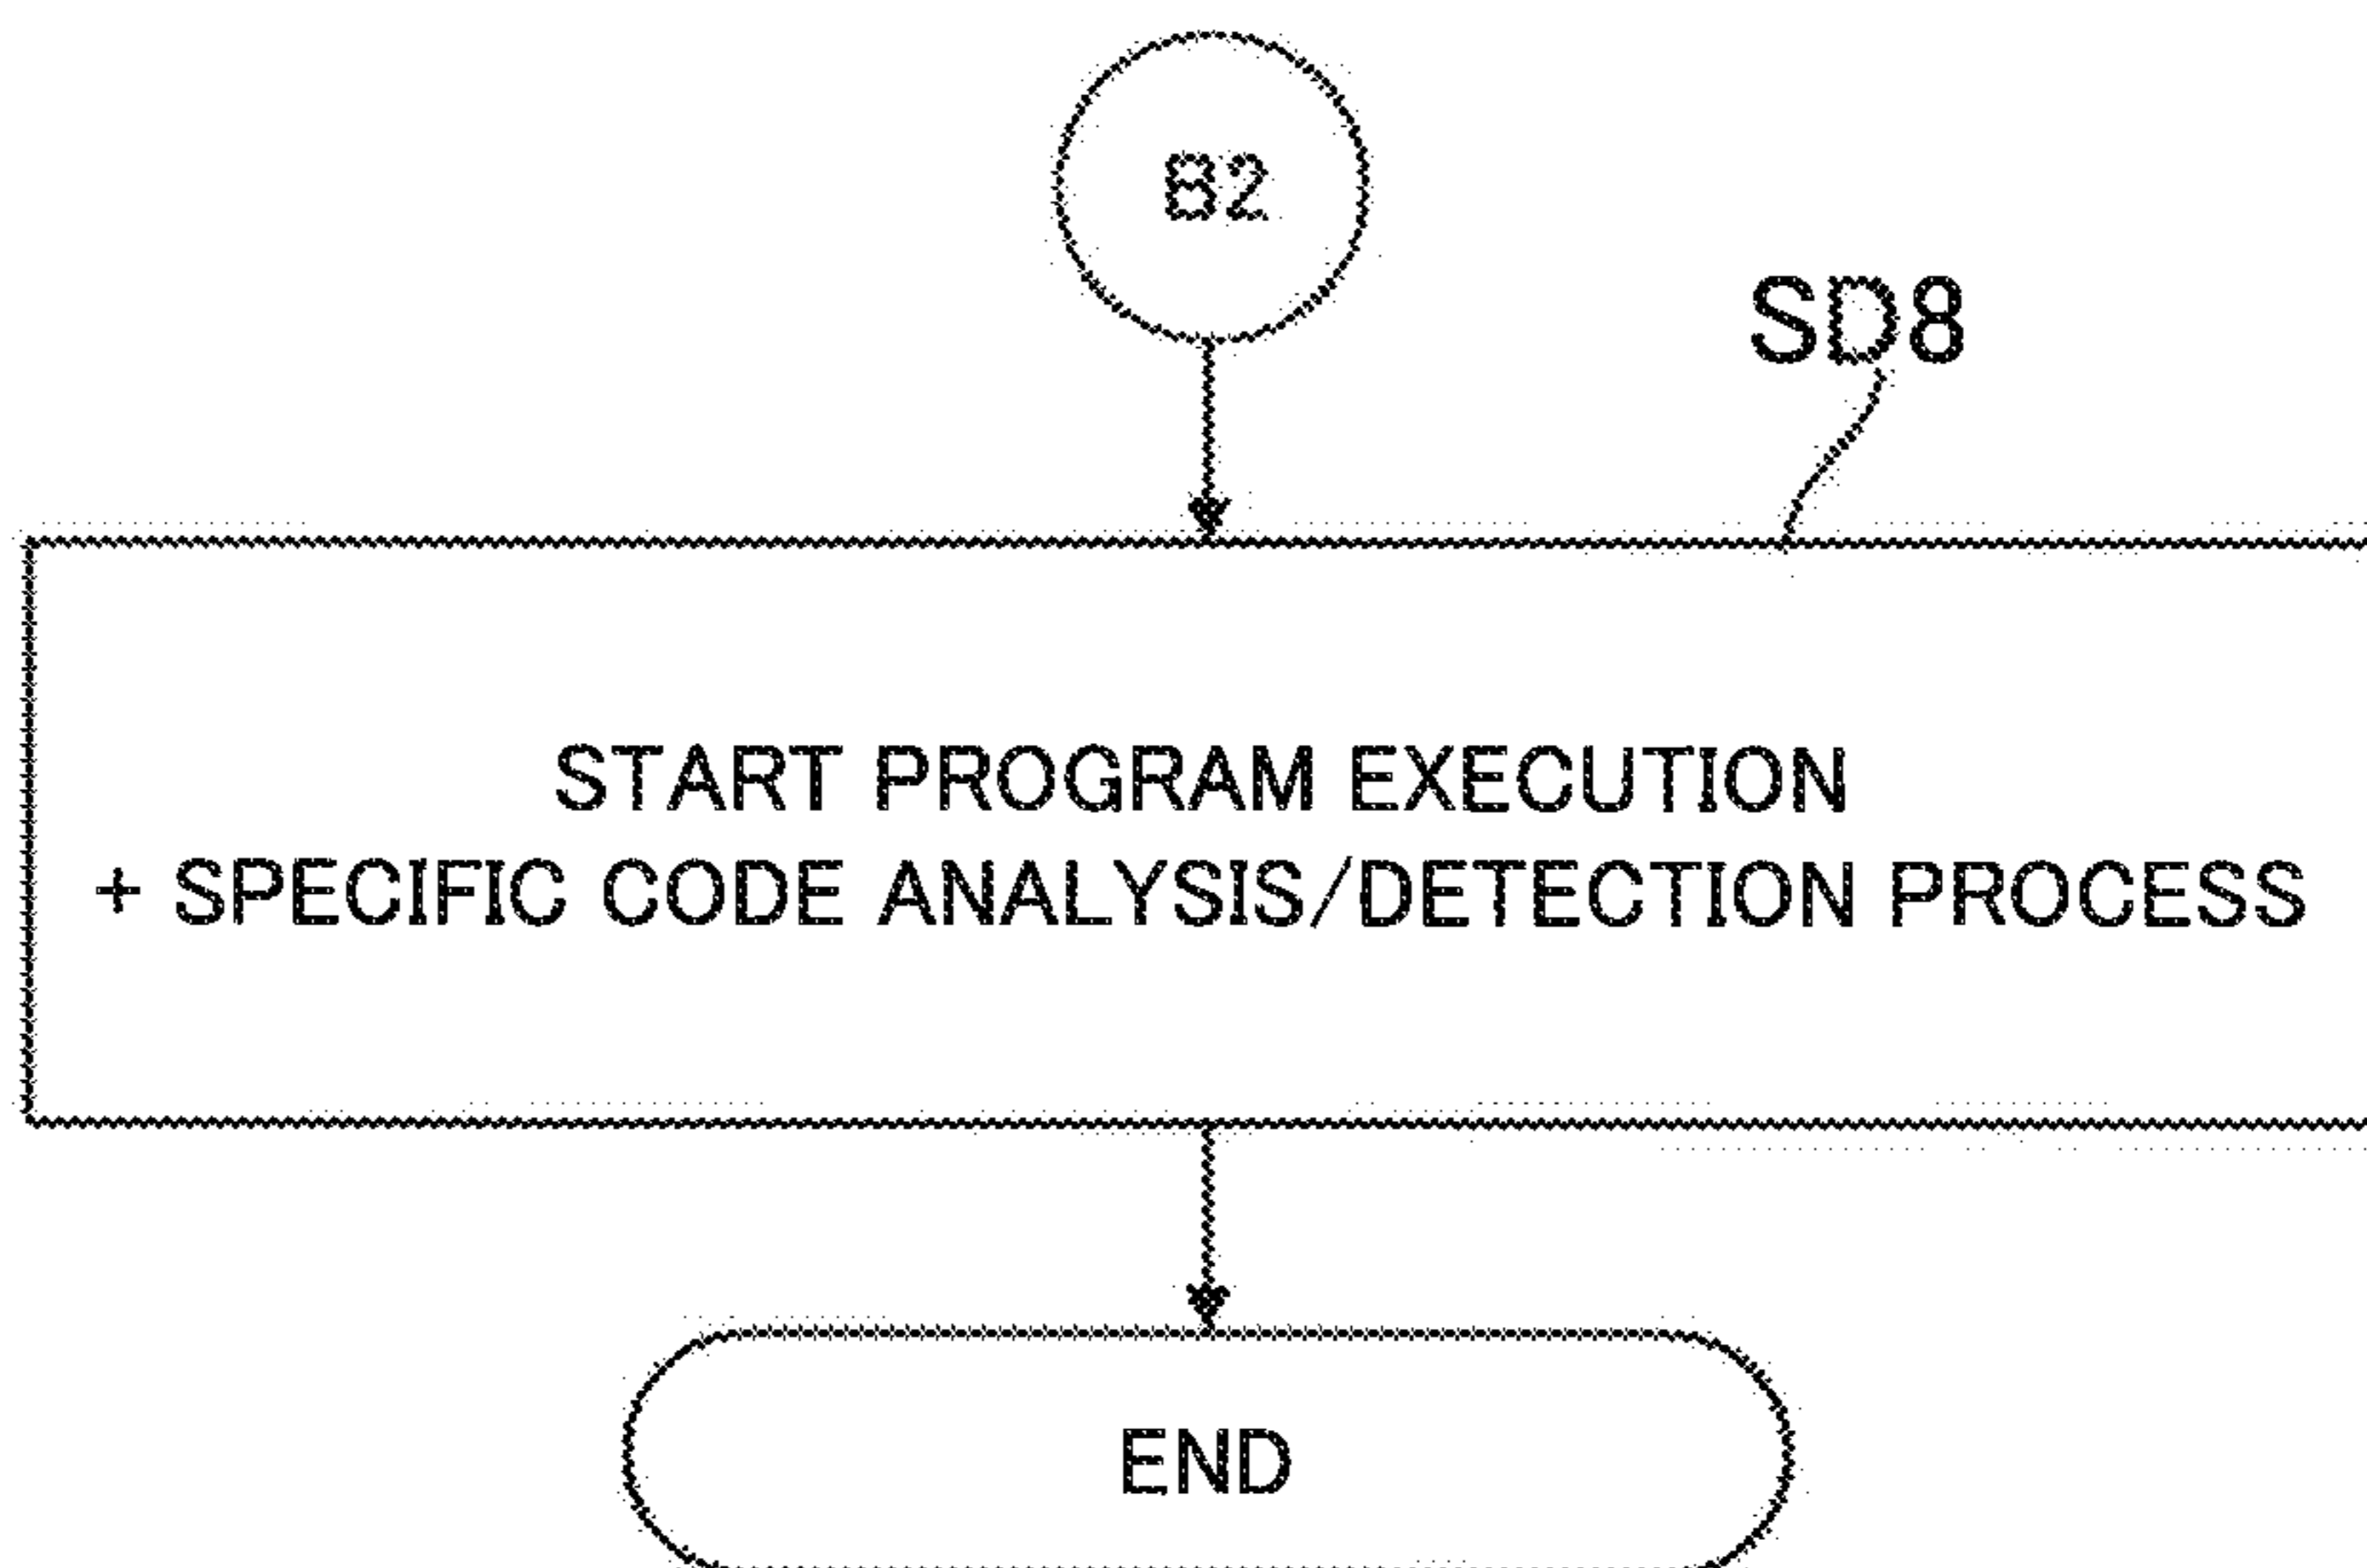 B2
SD8
START PROGRAM EXECUTION
+ SPECIFIC CODE ANALYSIS/DETECTION PROCESS
END